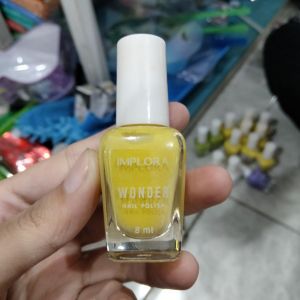 IMPLORA
WONDER
NAIL POLISH
8 ml